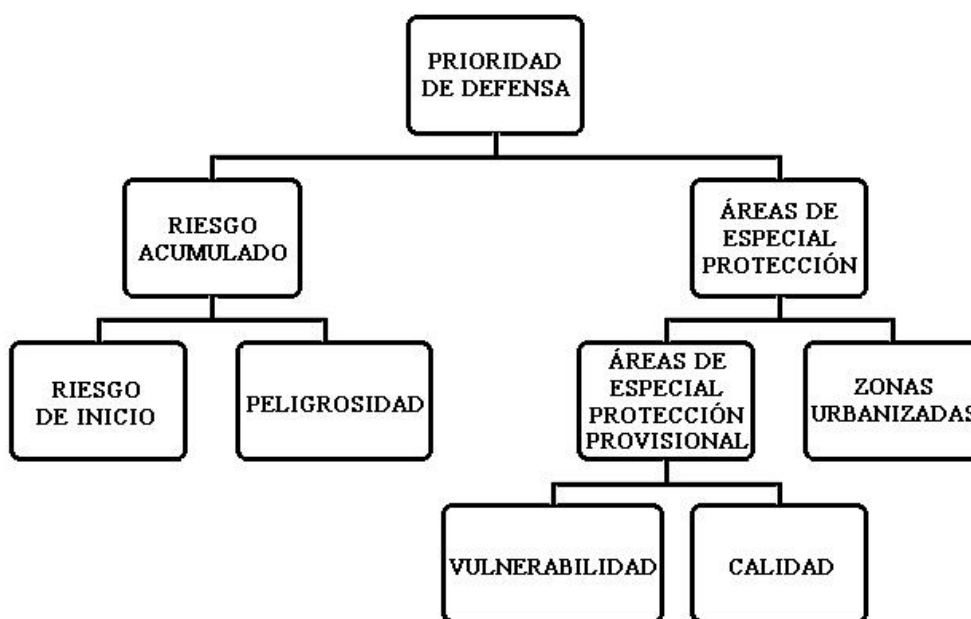 PRIORIDAD
DE DEFENSA
RIESGO
ACUMULADO
ÁREAS DE
ESPECIAL
PROTECCIÓN
RIESGO
DE INICIO
PELIGROSIDAD
ÁREAS DE
ESPECIAL
PROTECCIÓN
PROVISIONAL
ZONAS
URBANIZADAS
VULNERABILIDAD
CALIDAD